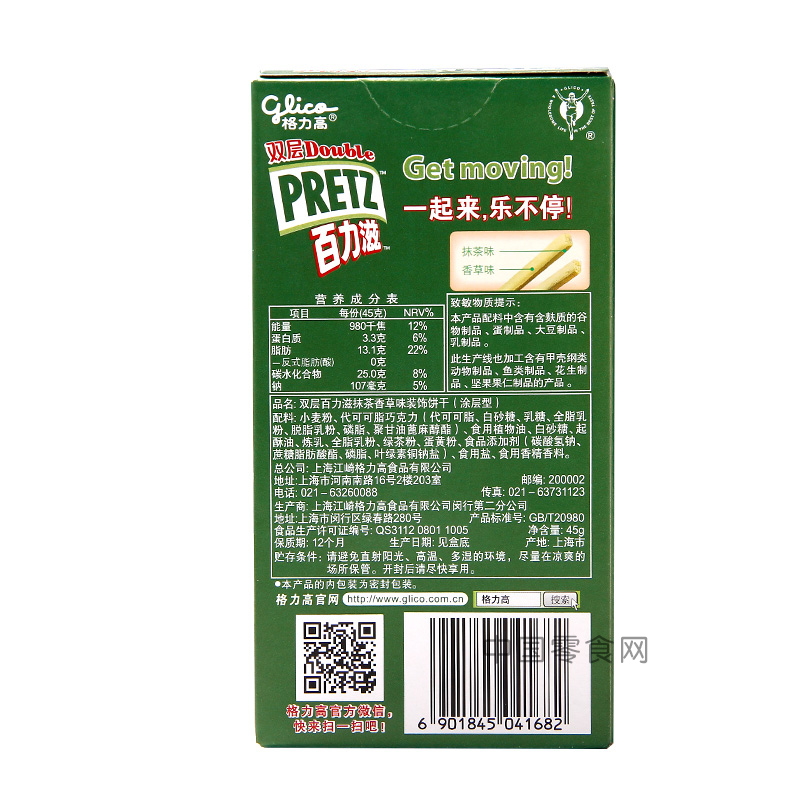 Glico
格力高®
双层Double
PRETZ™
百力滋™
Get moving!
一起来,乐不停!
抹茶味
香草味
营养成分表
项目 每份(45克) NRV%
能量 980千焦 12%
蛋白质 3.3克 6%
脂肪 13.1克 22%
—反式脂肪(酸) 0克
碳水化合物 25.0克 8%
钠 107毫克 5%
致敏物质提示:
本产品配料中含有含麸质的谷
物制品、蛋制品、大豆制品、
乳制品。
此生产线也加工含有甲壳纲类
动物制品、鱼类制品、花生制
品、坚果果仁制品的产品。
品名: 双层百力滋抹茶香草味装饰饼干 (涂层型)
配料: 小麦粉、代可可脂巧克力 (代可可脂、白砂糖、乳糖、全脂乳
粉、脱脂乳粉、磷脂、聚甘油蓖麻醇酯)、食用植物油、白砂糖、起
酥油、炼乳、全脂乳粉、绿茶粉、蛋黄粉、食品添加剂 (碳酸氢钠、
蔗糖脂肪酸酯、磷脂、叶绿素铜钠盐)、食用盐、食用香精香料。
总公司: 上海江崎格力高食品有限公司
地址:上海市河南南路16号2楼203室 邮编: 200002
电话: 021–63260088 传真: 021–63731123
生产商: 上海江崎格力高食品有限公司闵行第二分公司
地址:上海市闵行区绿春路280号 产品标准号: GB/T20980
食品生产许可证编号: QS3112 0801 1005 净含量: 45g
保质期: 12个月 生产日期: 见盒底 产地: 上海市
贮存条件: 请避免直射阳光、高温、多湿的环境, 尽量在凉爽的
场所保管。开封后请尽快享用。
●本产品的内包装为密封包装。
格力高官网 http://www.glico.com.cn 格力高 搜索
格力高官方微信,
快来扫一扫吧!
6 901845 041682
中国零食网